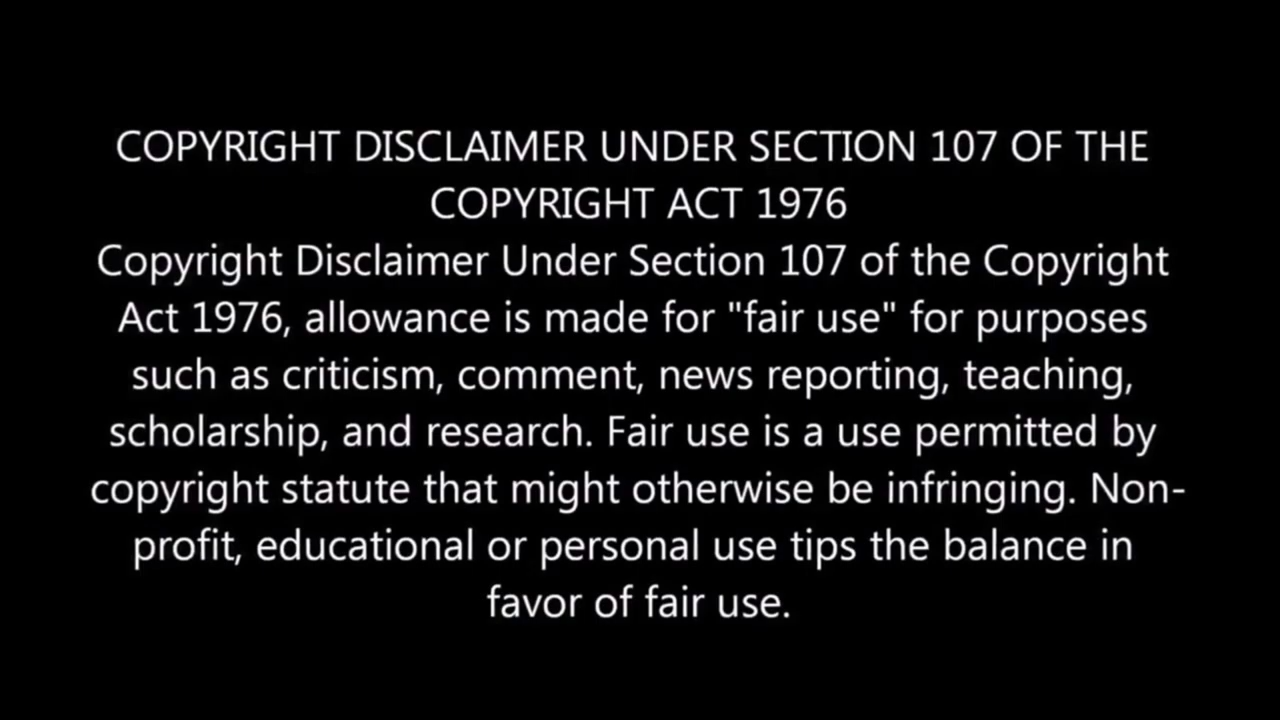 COPYRIGHT DISCLAIMER UNDER SECTION 107 OF THE
COPYRIGHT ACT 1976
Copyright Disclaimer Under Section 107 of the Copyright
Act 1976, allowance is made for "fair use" for purposes
such as criticism, comment, news reporting, teaching,
scholarship, and research. Fair use is a use permitted by
copyright statute that might otherwise be infringing. Non-
profit, educational or personal use tips the balance in
favor of fair use.